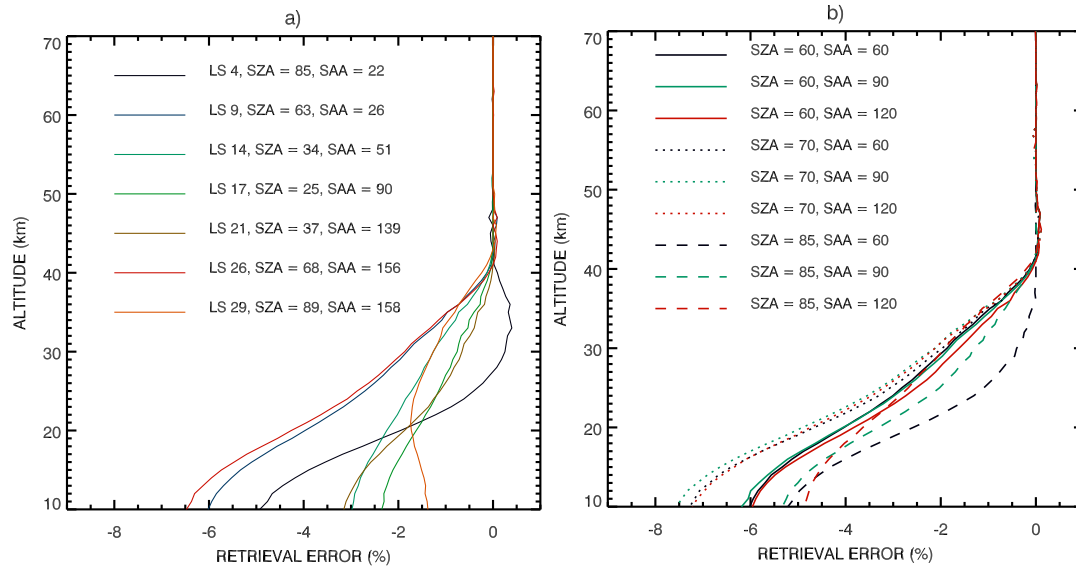 a)
70
60
50
40
30
20
10
ALTITUDE (km)
LS 4, SZA = 85, SAA = 22
LS 9, SZA = 63, SAA = 26
LS 14, SZA = 34, SAA = 51
LS 17, SZA = 25, SAA = 90
LS 21, SZA = 37, SAA = 139
LS 26, SZA = 68, SAA = 156
LS 29, SZA = 89, SAA = 158
-8 -6 -4 -2 0
RETRIEVAL ERROR (%)
b)
70
60
50
40
30
20
10
ALTITUDE (km)
SZA = 60, SAA = 60
SZA = 60, SAA = 90
SZA = 60, SAA = 120
SZA = 70, SAA = 60
SZA = 70, SAA = 90
SZA = 70, SAA = 120
SZA = 85, SAA = 60
SZA = 85, SAA = 90
SZA = 85, SAA = 120
-8 -6 -4 -2 0
RETRIEVAL ERROR (%)